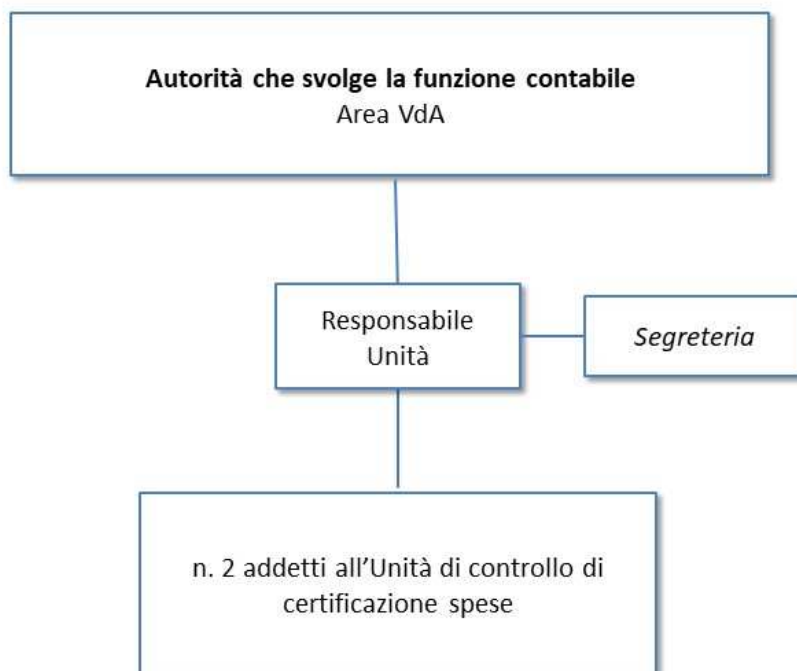 Autorità che svolge la funzione contabile
Area VdA
Responsabile
Unità
Segreteria
n. 2 addetti all’Unità di controllo di
certificazione spese